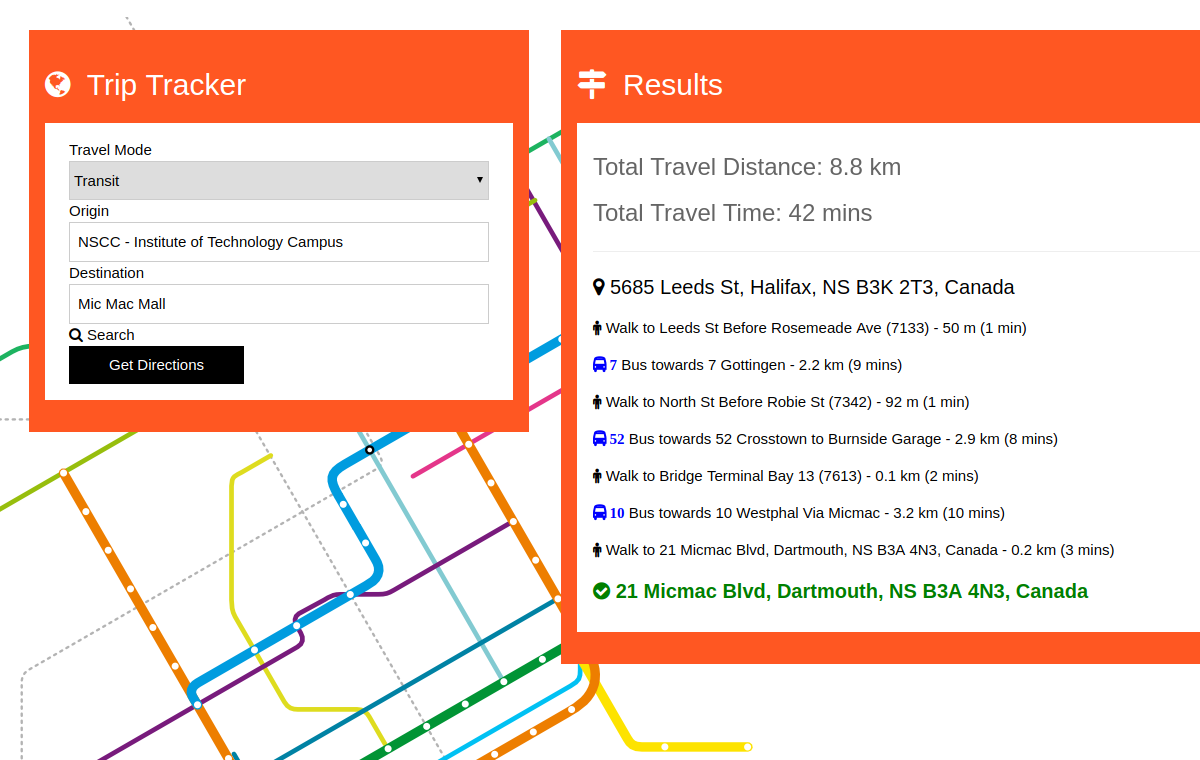 Trip Tracker
Travel Mode
Transit
Origin
NSCC - Institute of Technology Campus
Destination
Mic Mac Mall
Search
Get Directions
Results
Total Travel Distance: 8.8 km
Total Travel Time: 42 mins
5685 Leeds St, Halifax, NS B3K 2T3, Canada
Walk to Leeds St Before Rosemeade Ave (7133) - 50 m (1 min)
7 Bus towards 7 Gottingen - 2.2 km (9 mins)
Walk to North St Before Robie St (7342) - 92 m (1 min)
52 Bus towards 52 Crosstown to Burnside Garage - 2.9 km (8 mins)
Walk to Bridge Terminal Bay 13 (7613) - 0.1 km (2 mins)
10 Bus towards 10 Westphal Via Micmac - 3.2 km (10 mins)
Walk to 21 Micmac Blvd, Dartmouth, NS B3A 4N3, Canada - 0.2 km (3 mins)
21 Micmac Blvd, Dartmouth, NS B3A 4N3, Canada